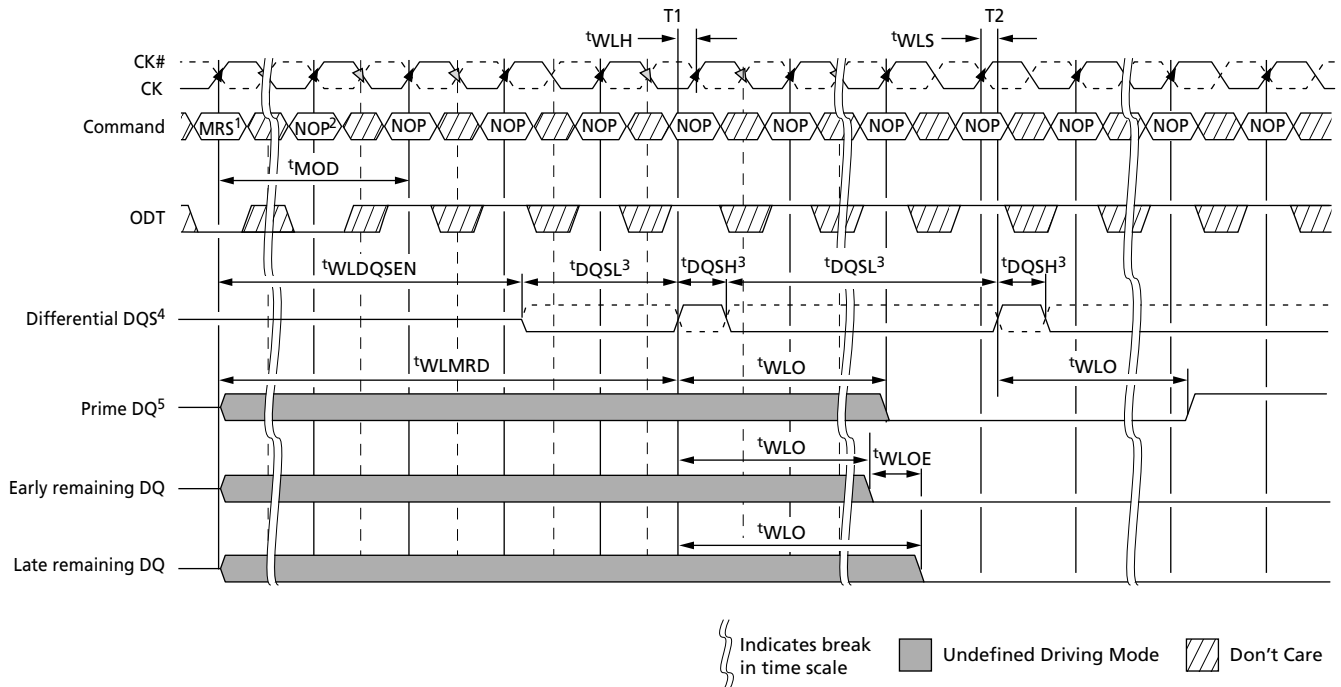 T1 T2
tWLH tWLS
CK#
CK
Command MRS1 NOP2 NOP NOP NOP NOP NOP NOP NOP NOP NOP NOP
tMOD
ODT
tWLDQSEN tDQSL3 tDQSH3 tDQSL3 tDQSH3
Differential DQS4
tWLMRD tWLO tWLO
Prime DQ5
tWLO tWLOE
Early remaining DQ
tWLO
Late remaining DQ
Indicates break
in time scale
Undefined Driving Mode
Don't Care